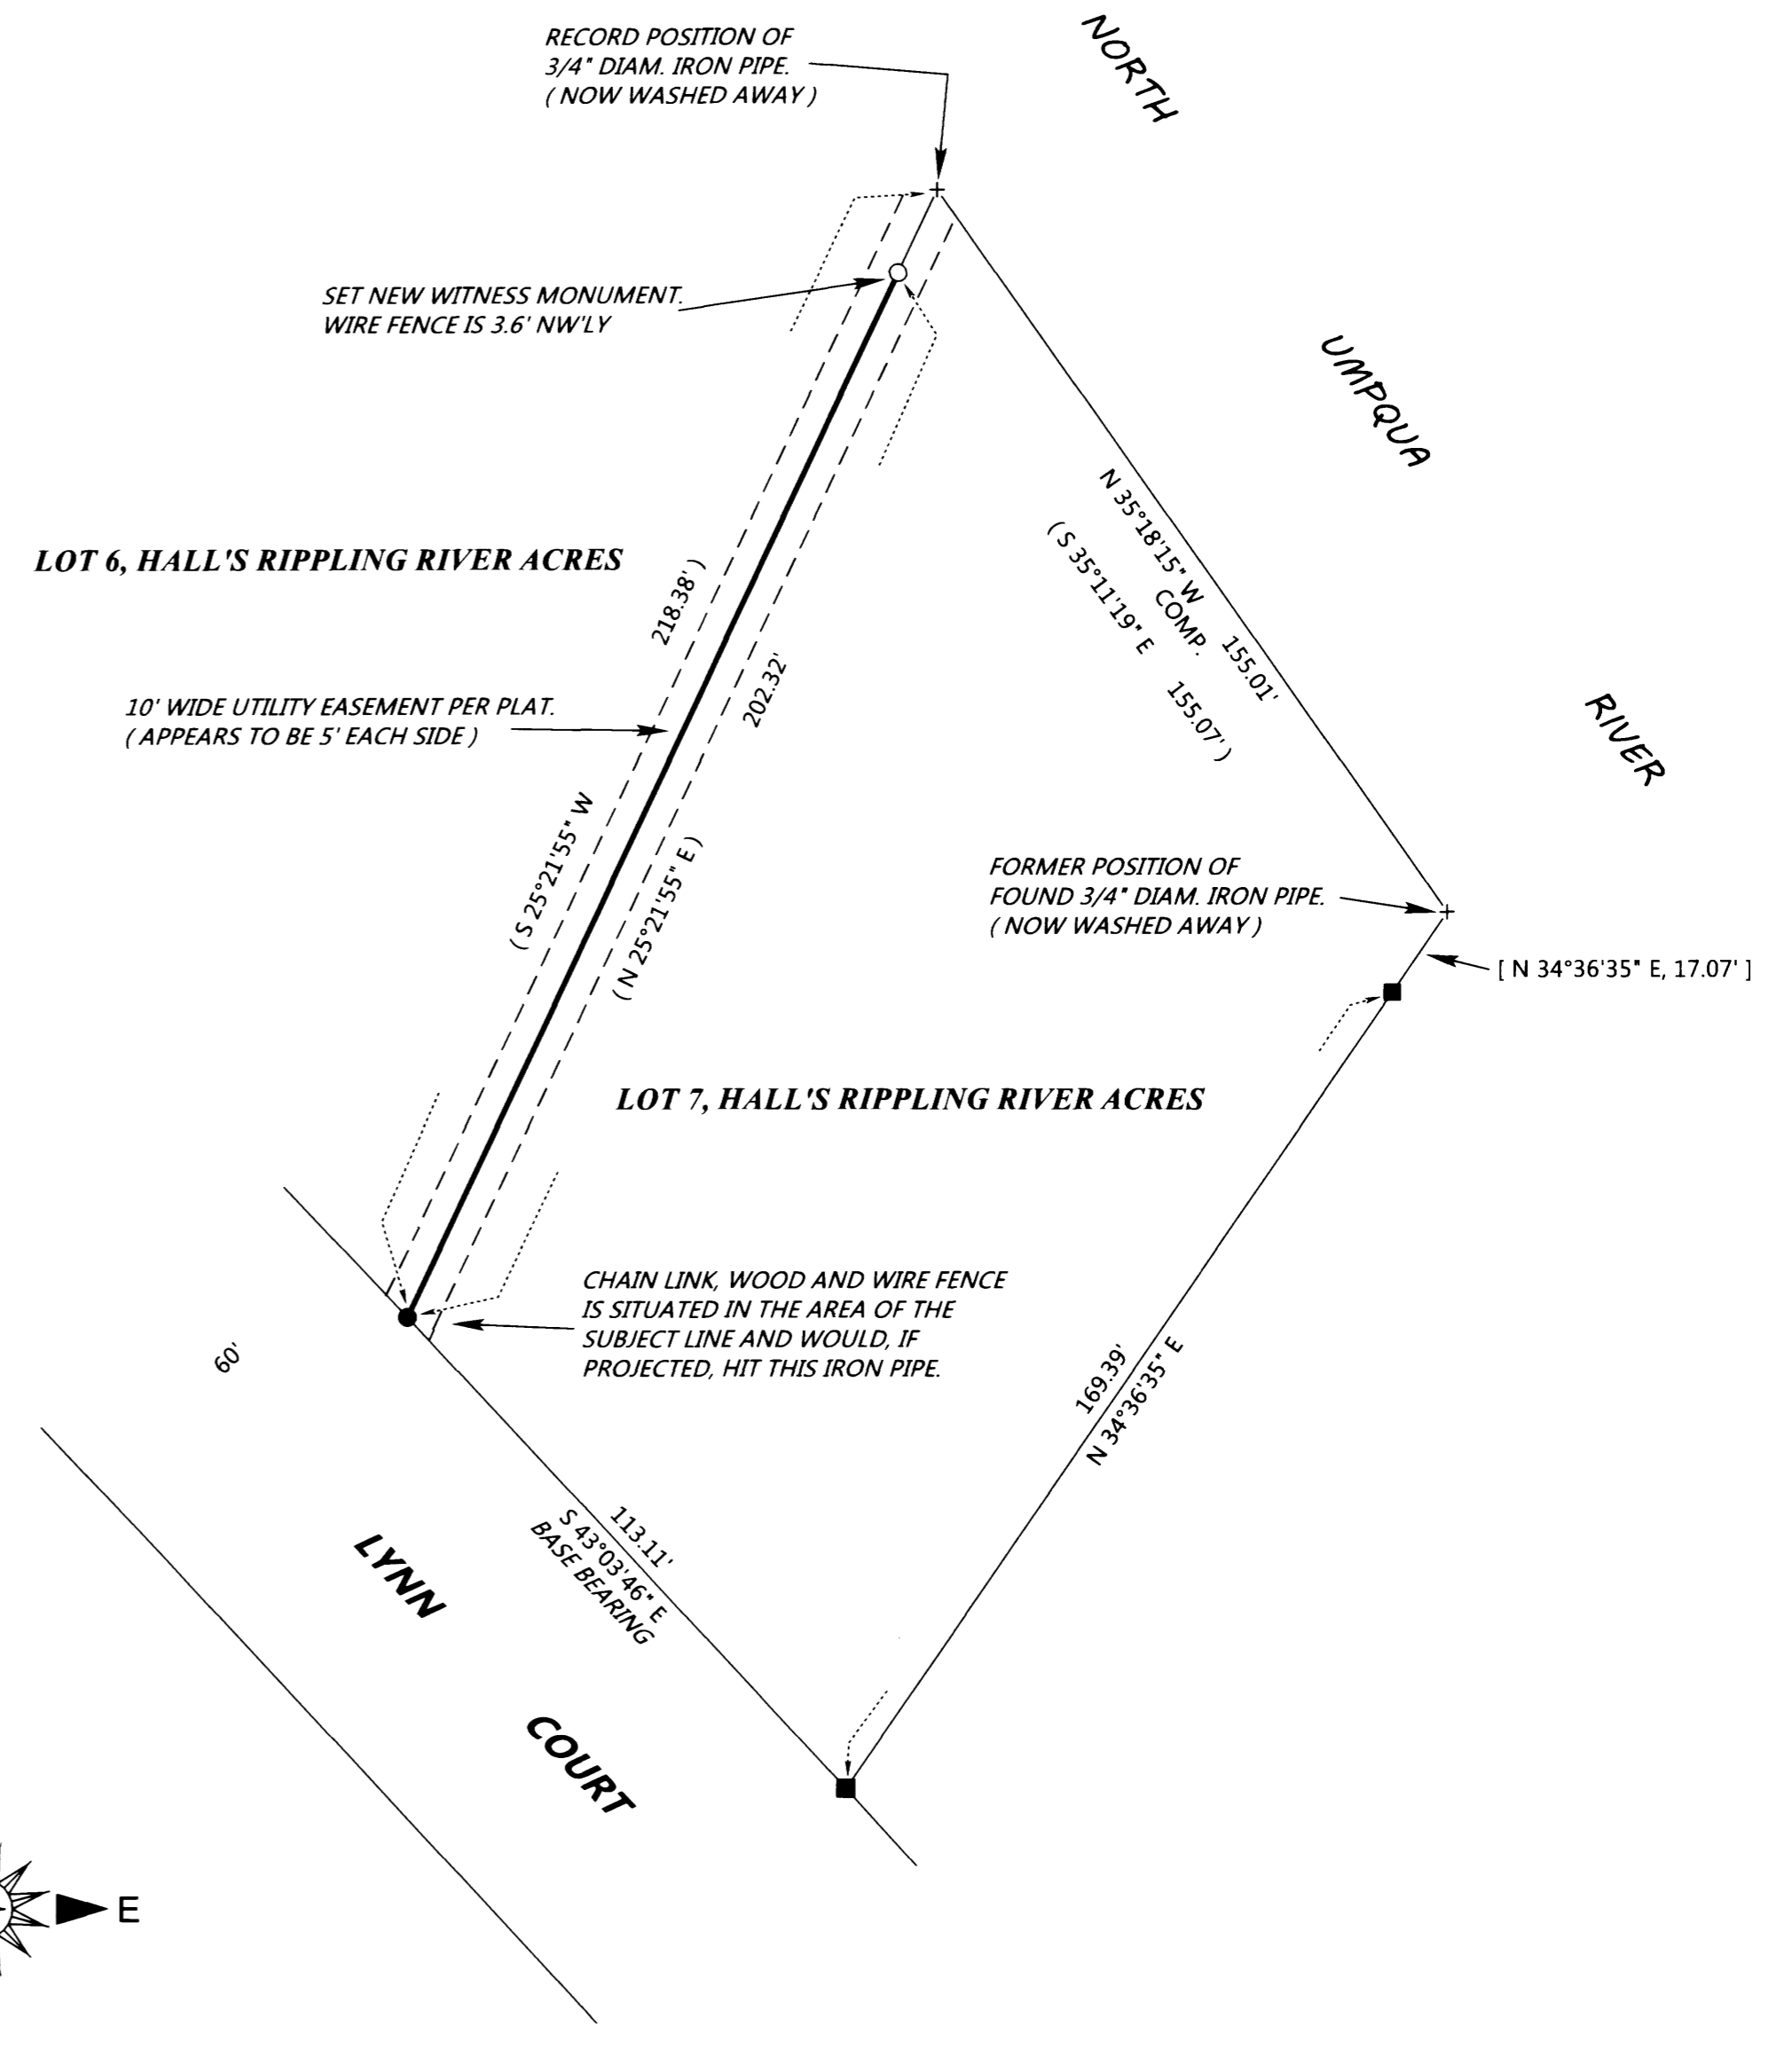 RECORD POSITION OF
3/4" DIAM. IRON PIPE.
( NOW WASHED AWAY )
NORTH
UMPQUA
RIVER
SET NEW WITNESS MONUMENT.
WIRE FENCE IS 3.6' NW'LY
LOT 6, HALL'S RIPPLING RIVER ACRES
( S 25°21'55" W 218.38' )
202.32'
( N 25°21'55" E )
N 35°18'15" W 155.01'
COMP.
( S 35°11'19" E 155.07' )
10' WIDE UTILITY EASEMENT PER PLAT.
( APPEARS TO BE 5' EACH SIDE )
FORMER POSITION OF
FOUND 3/4" DIAM. IRON PIPE.
( NOW WASHED AWAY )
[ N 34°36'35" E, 17.07' ]
LOT 7, HALL'S RIPPLING RIVER ACRES
CHAIN LINK, WOOD AND WIRE FENCE
IS SITUATED IN THE AREA OF THE
SUBJECT LINE AND WOULD, IF
PROJECTED, HIT THIS IRON PIPE.
60'
169.39'
N 34°36'35" E
113.11'
S 43°03'46" E
BASE BEARING
LYNN
COURT
E